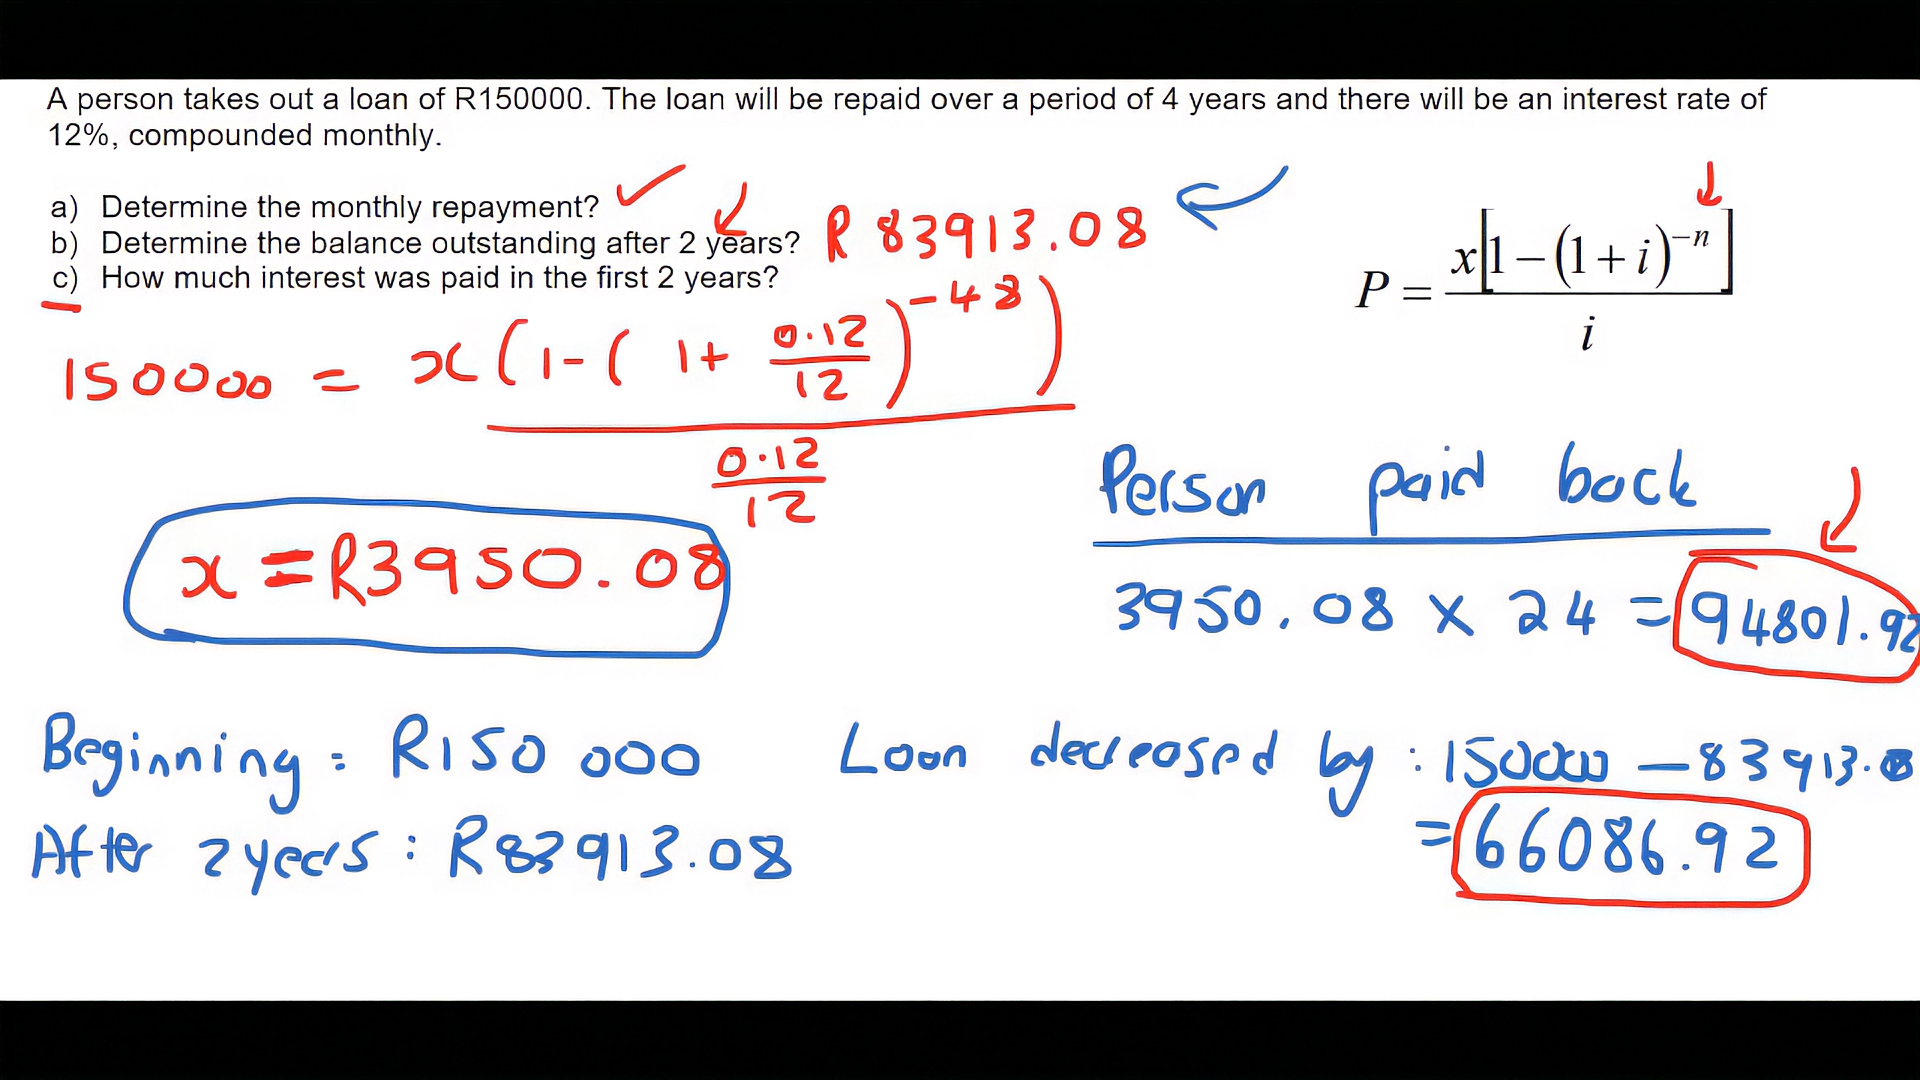 A person takes out a loan of R150000. The loan will be repaid over a period of 4 years and there will be an interest rate of
12%, compounded monthly.
a) Determine the monthly repayment?
b) Determine the balance outstanding after 2 years? R 83913.08
c) How much interest was paid in the first 2 years?
P = x[1-(1+i)^-n] / i
150000 = x(1-(1+ 0.12/12)^-48) / (0.12/12)
x = R3950.08
Person paid back
3950.08 x 24 = 94801.92
Beginning: R150 000
After 2 years: R83913.08
Loan decreased by: 150000 - 83913.08
= 66086.92